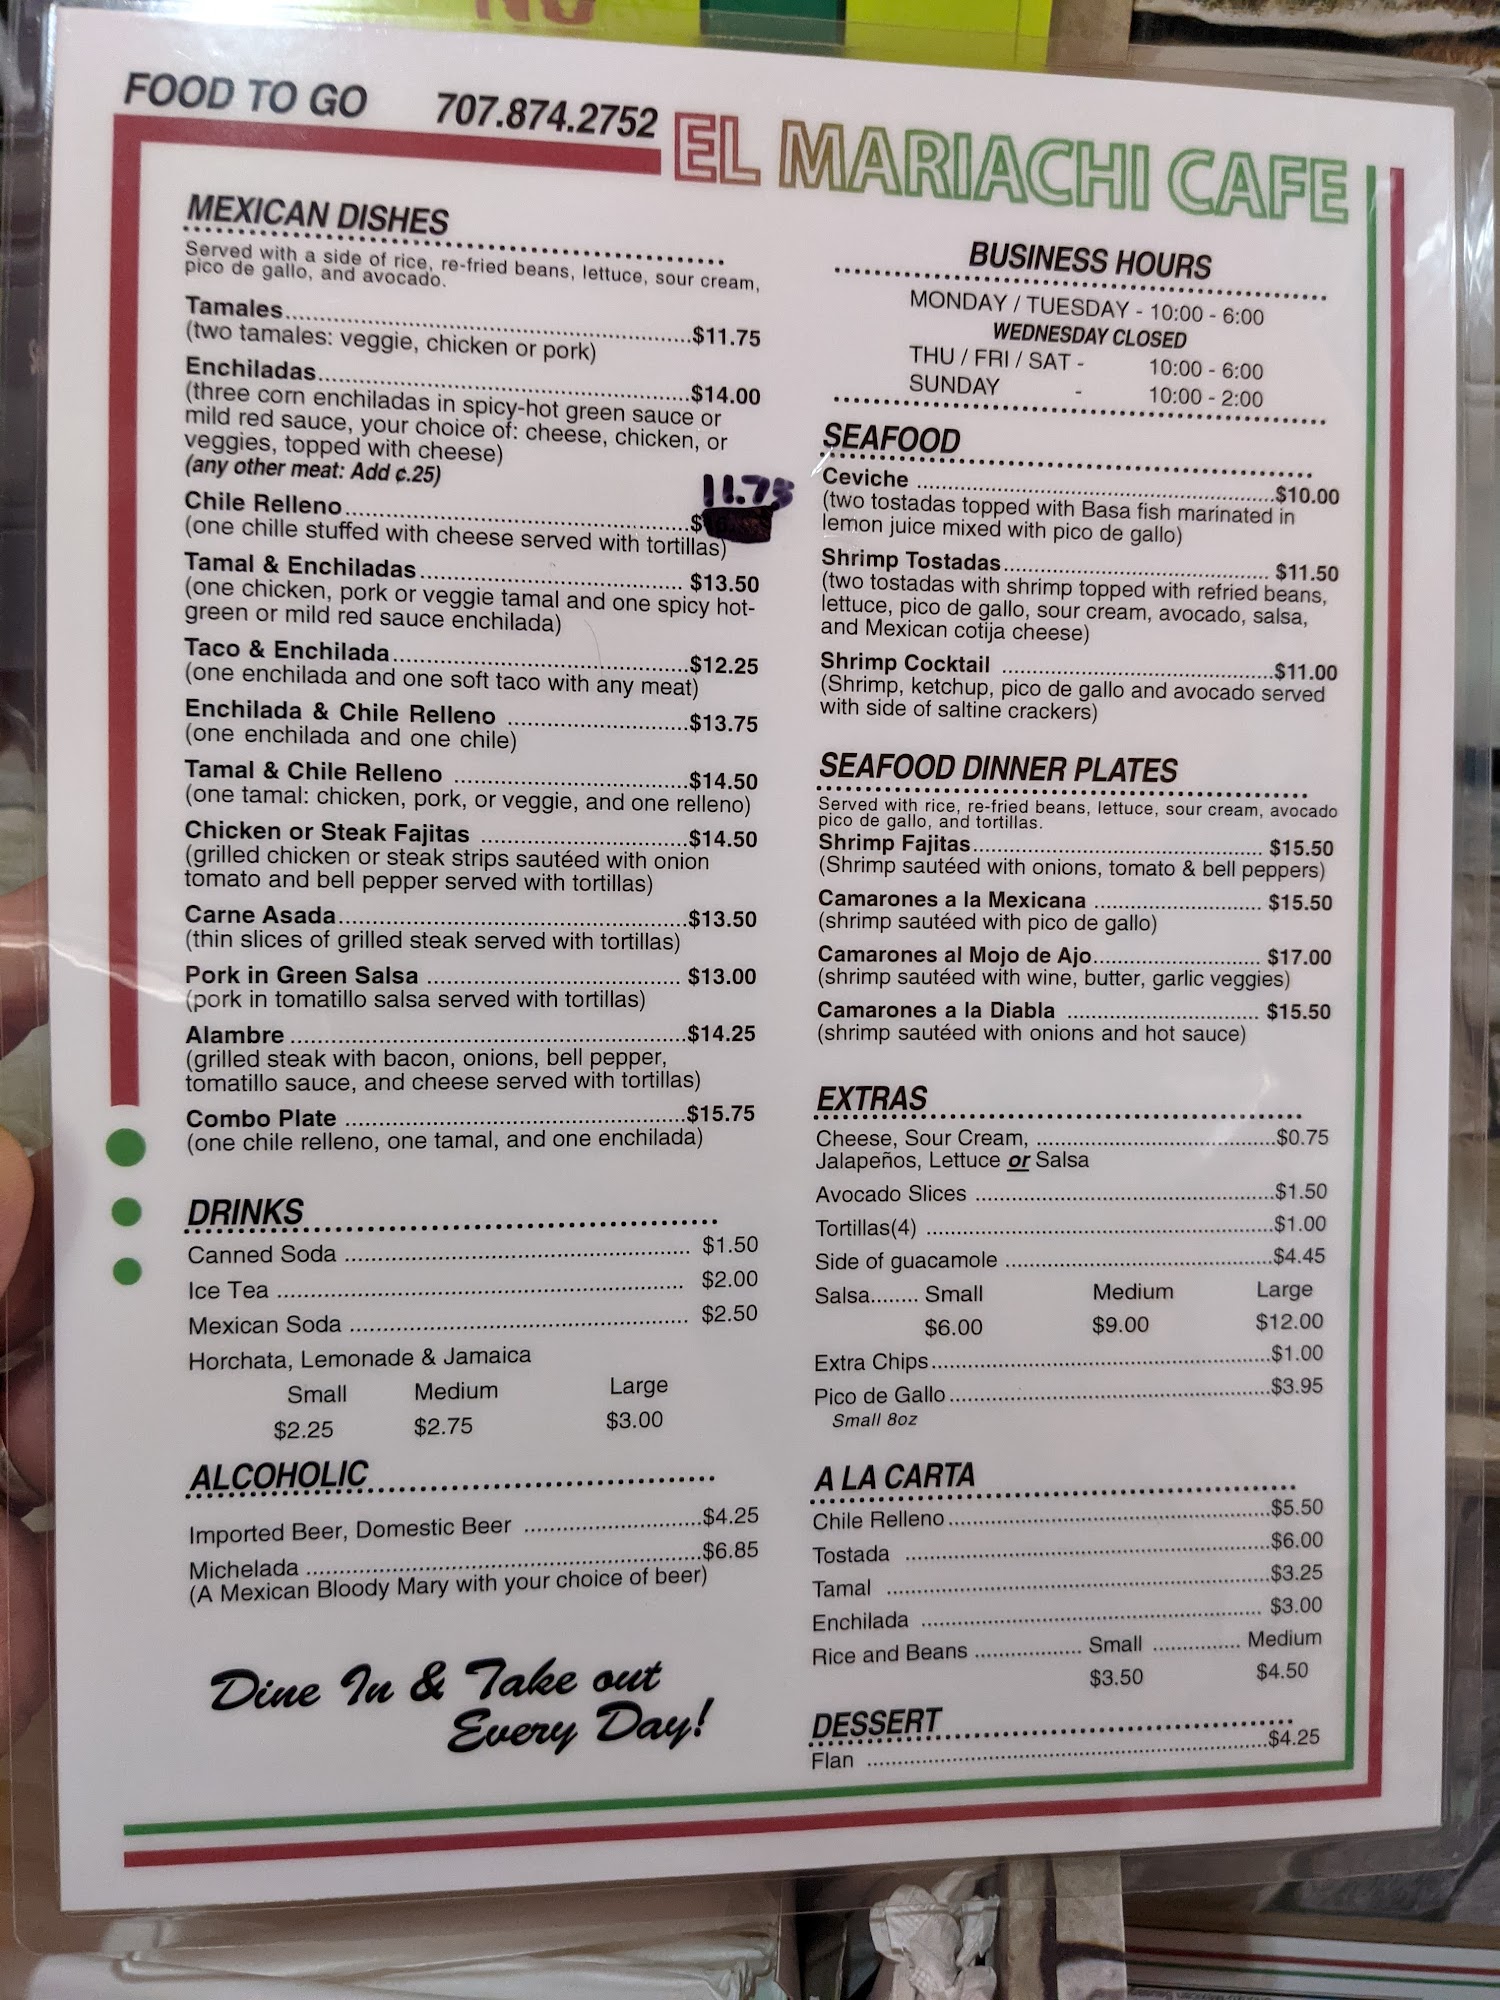 FOOD TO GO 707.874.2752
EL MARIACHI CAFE
MEXICAN DISHES
Served with a side of rice, re-fried beans, lettuce, sour cream,
pico de gallo, and avocado.
Tamales....$11.75
(two tamales: veggie, chicken or pork)
Enchiladas....$14.00
(three corn enchiladas in spicy-hot green sauce or
mild red sauce, your choice of: cheese, chicken, or
veggies, topped with cheese)
(any other meat: Add ¢.25)
11.75
Chile Relleno....$
(one chille stuffed with cheese served with tortillas)
Tamal & Enchiladas.... $13.50
(one chicken, pork or veggie tamal and one spicy hot-
green or mild red sauce enchilada)
Taco & Enchilada....$12.25
(one enchilada and one soft taco with any meat)
Enchilada & Chile Relleno ....$13.75
(one enchilada and one chile)
Tamal & Chile Relleno ....$14.50
(one tamal: chicken, pork, or veggie, and one relleno)
Chicken or Steak Fajitas ....$14.50
(grilled chicken or steak strips sautéed with onion
tomato and bell pepper served with tortillas)
Carne Asada....$13.50
(thin slices of grilled steak served with tortillas)
Pork in Green Salsa .... $13.00
(pork in tomatillo salsa served with tortillas)
Alambre ....$14.25
(grilled steak with bacon, onions, bell pepper,
tomatillo sauce, and cheese served with tortillas)
Combo Plate ....$15.75
(one chile relleno, one tamal, and one enchilada)
DRINKS
Canned Soda .... $1.50
Ice Tea .... $2.00
Mexican Soda .... $2.50
Horchata, Lemonade & Jamaica
Small Medium Large
$2.25 $2.75 $3.00
ALCOHOLIC
Imported Beer, Domestic Beer ....$4.25
Michelada ....$6.85
(A Mexican Bloody Mary with your choice of beer)
Dine In & Take out
Every Day!
BUSINESS HOURS
MONDAY / TUESDAY - 10:00 - 6:00
WEDNESDAY CLOSED
THU / FRI / SAT - 10:00 - 6:00
SUNDAY - 10:00 - 2:00
SEAFOOD
Ceviche ....$10.00
(two tostadas topped with Basa fish marinated in
lemon juice mixed with pico de gallo)
Shrimp Tostadas.... $11.50
(two tostadas with shrimp topped with refried beans,
lettuce, pico de gallo, sour cream, avocado, salsa,
and Mexican cotija cheese)
Shrimp Cocktail ....$11.00
(Shrimp, ketchup, pico de gallo and avocado served
with side of saltine crackers)
SEAFOOD DINNER PLATES
Served with rice, re-fried beans, lettuce, sour cream, avocado
pico de gallo, and tortillas.
Shrimp Fajitas.... $15.50
(Shrimp sautéed with onions, tomato & bell peppers)
Camarones a la Mexicana .... $15.50
(shrimp sautéed with pico de gallo)
Camarones al Mojo de Ajo.... $17.00
(shrimp sautéed with wine, butter, garlic veggies)
Camarones a la Diabla .... $15.50
(shrimp sautéed with onions and hot sauce)
EXTRAS
Cheese, Sour Cream, ....$0.75
Jalapeños, Lettuce or Salsa
Avocado Slices ....$1.50
Tortillas(4) ....$1.00
Side of guacamole ....$4.45
Salsa.... Small Medium Large
$6.00 $9.00 $12.00
Extra Chips....$1.00
Pico de Gallo....$3.95
Small 8oz
A LA CARTA
Chile Relleno....$5.50
Tostada ....$6.00
Tamal ....$3.25
Enchilada .... $3.00
Rice and Beans .... Small .... Medium
$3.50 $4.50
DESSERT
Flan ....$4.25